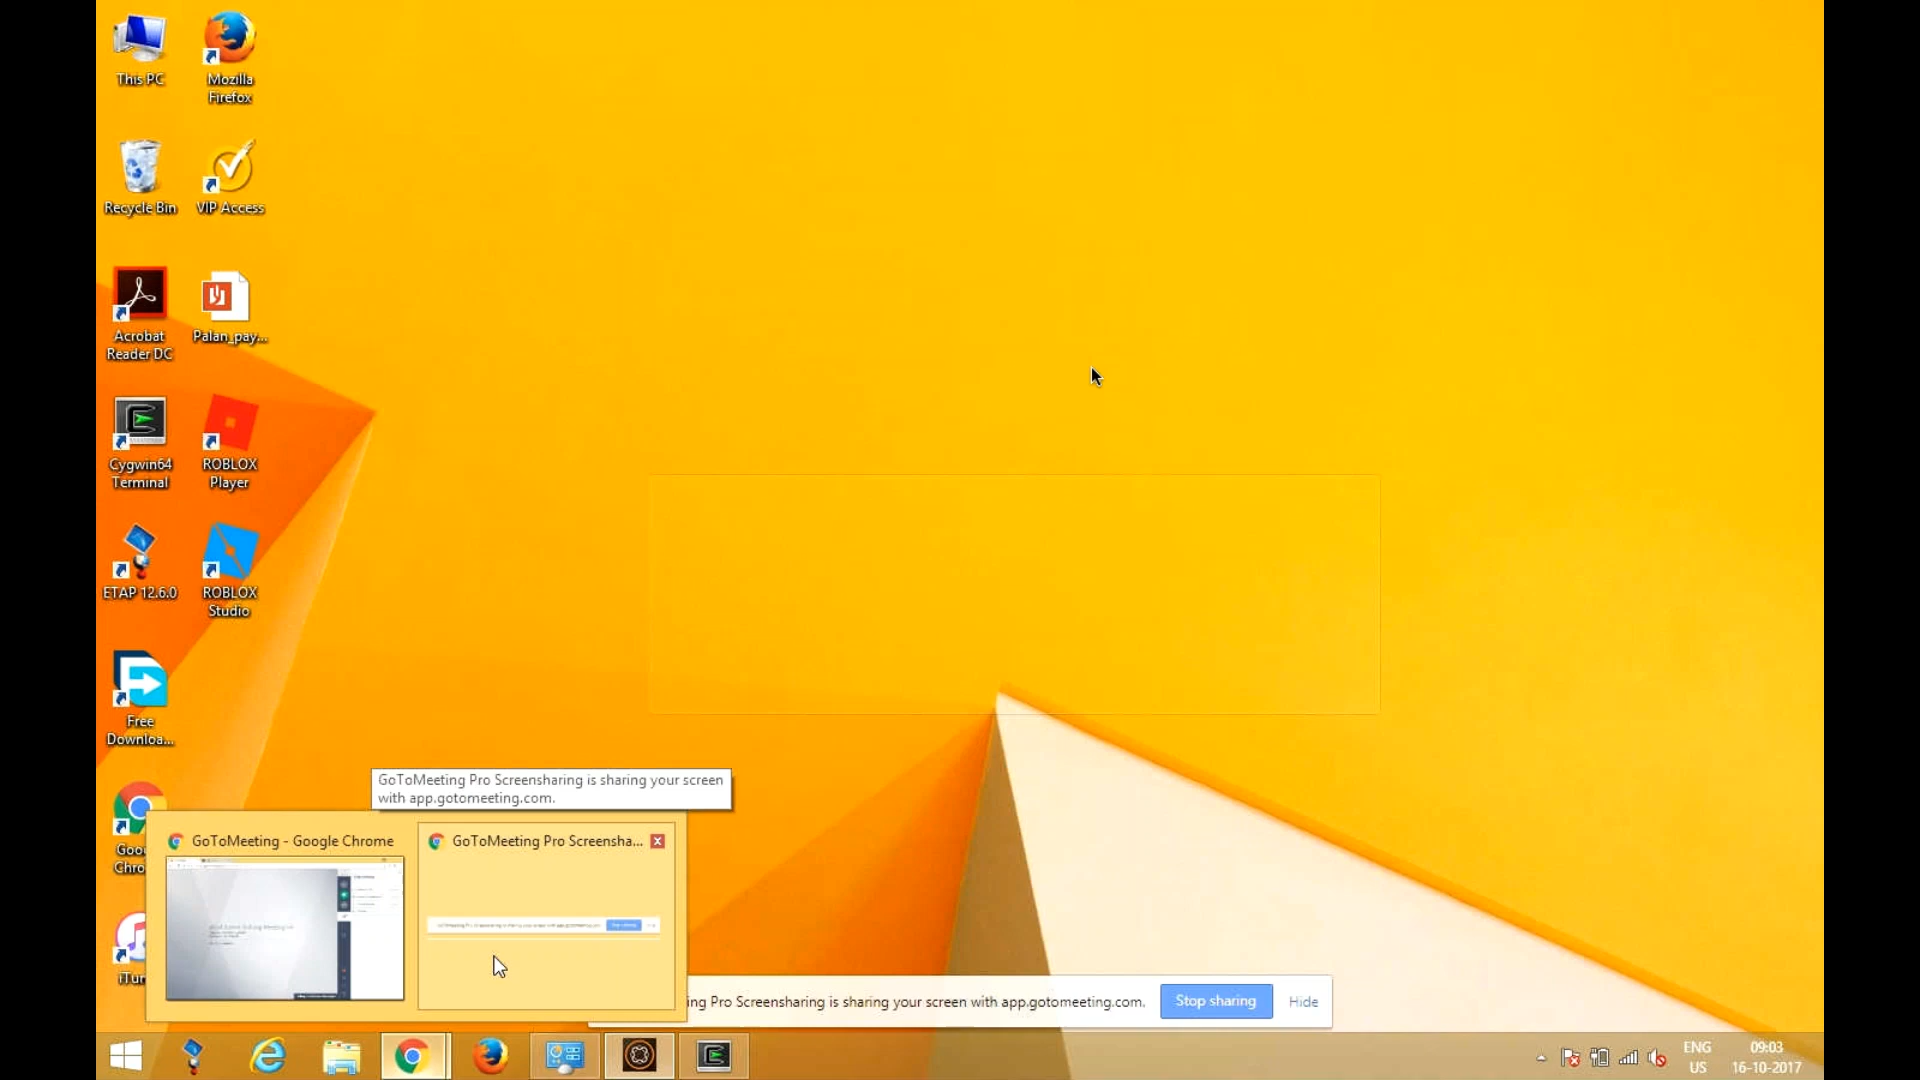 This PC
Mozilla
Firefox
Recycle Bin
VIP Access
Acrobat
Reader DC
Palan_pay...
Cygwin64
Terminal
ROBLOX
Player
ETAP 12.6.0
ROBLOX
Studio
Free
Downloa...
GoToMeeting Pro Screensharing is sharing your screen
with app.gotomeeting.com.
GoToMeeting - Google Chrome
GoToMeeting Pro Screensha...
Goo
Chro
iTun
ing Pro Screensharing is sharing your screen with app.gotomeeting.com.
Stop sharing
Hide
ENG
US
09:03
16-10-2017